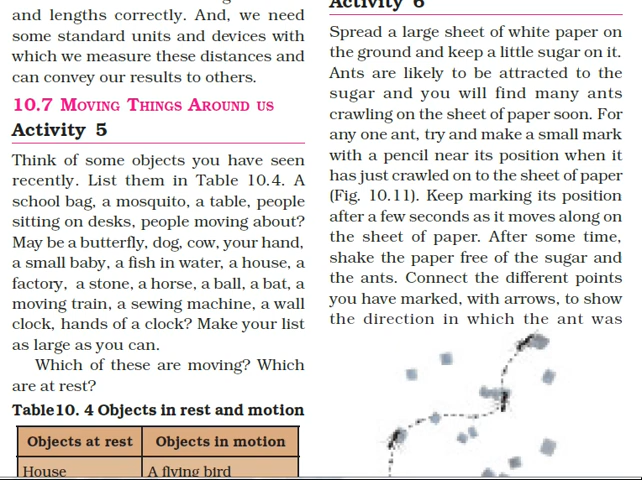 and lengths correctly. And, we need
some standard units and devices with
which we measure these distances and
can convey our results to others.
10.7 MOVING THINGS AROUND US
Activity 5
Think of some objects you have seen
recently. List them in Table 10.4. A
school bag, a mosquito, a table, people
sitting on desks, people moving about?
May be a butterfly, dog, cow, your hand,
a small baby, a fish in water, a house, a
factory, a stone, a horse, a ball, a bat, a
moving train, a sewing machine, a wall
clock, hands of a clock? Make your list
as large as you can.
Which of these are moving? Which
are at rest?
Table10. 4 Objects in rest and motion
Objects at rest Objects in motion
House A flying bird
Activity 6
Spread a large sheet of white paper on
the ground and keep a little sugar on it.
Ants are likely to be attracted to the
sugar and you will find many ants
crawling on the sheet of paper soon. For
any one ant, try and make a small mark
with a pencil near its position when it
has just crawled on to the sheet of paper
(Fig. 10.11). Keep marking its position
after a few seconds as it moves along on
the sheet of paper. After some time,
shake the paper free of the sugar and
the ants. Connect the different points
you have marked, with arrows, to show
the direction in which the ant was